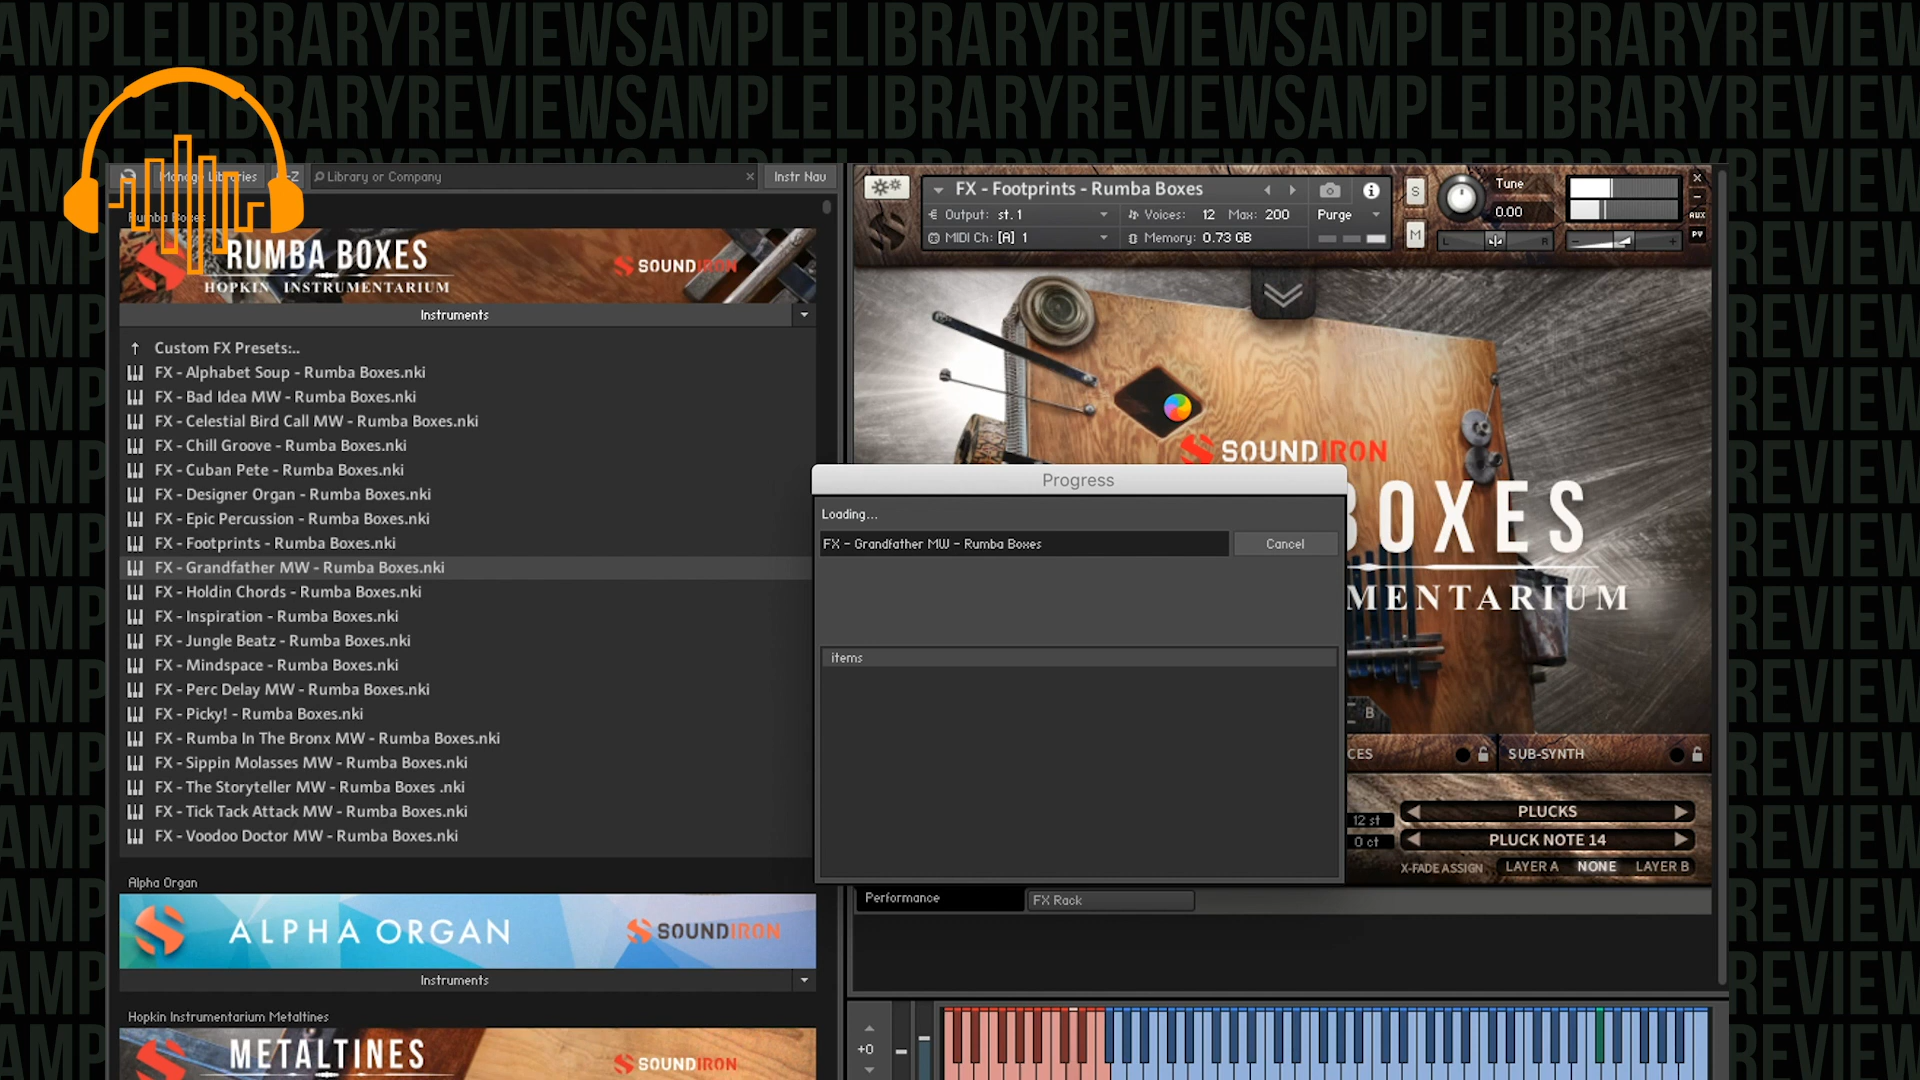 AMPLELIBRARYREVIEWSAMPLELIBRARYREVIEWSAMPLELIBRARYREVIEW
AMPLELIBRARYREVIEWSAMPLELIBRARYREVIEWSAMPLELIBRARYREVIEW
Manage Libraries
Library or Company
Instr Nav
Rumba Boxes
RUMBA BOXES
HOPKIN INSTRUMENTARIUM
SOUNDIRON
Instruments
Custom FX Presets:..
FX - Alphabet Soup - Rumba Boxes.nki
FX - Bad Idea MW - Rumba Boxes.nki
FX - Celestial Bird Call MW - Rumba Boxes.nki
FX - Chill Groove - Rumba Boxes.nki
FX - Cuban Pete - Rumba Boxes.nki
FX - Designer Organ - Rumba Boxes.nki
FX - Epic Percussion - Rumba Boxes.nki
FX - Footprints - Rumba Boxes.nki
FX - Grandfather MW - Rumba Boxes.nki
FX - Holdin Chords - Rumba Boxes.nki
FX - Inspiration - Rumba Boxes.nki
FX - Jungle Beatz - Rumba Boxes.nki
FX - Mindspace - Rumba Boxes.nki
FX - Perc Delay MW - Rumba Boxes.nki
FX - Picky! - Rumba Boxes.nki
FX - Rumba In The Bronx MW - Rumba Boxes.nki
FX - Sippin Molasses MW - Rumba Boxes.nki
FX - The Storyteller MW - Rumba Boxes .nki
FX - Tick Tack Attack MW - Rumba Boxes.nki
FX - Voodoo Doctor MW - Rumba Boxes.nki
Alpha Organ
ALPHA ORGAN
SOUNDIRON
Instruments
Hopkin Instrumentarium Metaltines
METALTINES
SOUNDIRON
FX - Footprints - Rumba Boxes
Output: st.1
Voices: 12 Max: 200
Purge
MIDI Ch: [A] 1
Memory: 0.73 GB
S
M
Tune
0.00
L
R
AUX
PV
SOUNDIRON
BOXES
MENTARIUM
Progress
Loading...
FX - Grandfather MW - Rumba Boxes
Cancel
items
B
CES
SUB-SYNTH
12 st
PLUCKS
0 ct
PLUCK NOTE 14
X-FADE ASSIGN
LAYER A
NONE
LAYER B
Performance
FX Rack
+0